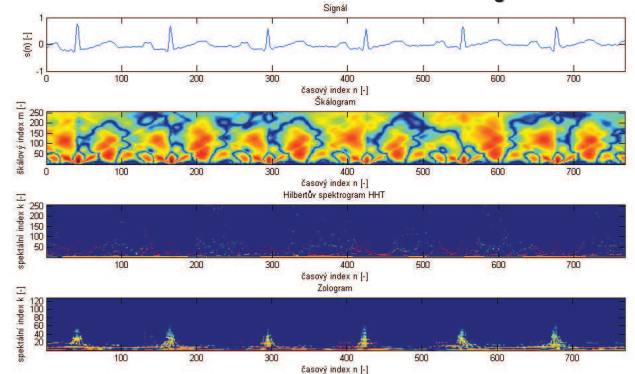 Signál
s(n) [-]
1
0
-1
0 100 200 300 400 500 600 700
časový index n [-]
Škálogram
škálový index m [-]
250
200
150
100
50
100 200 300 400 500 600 700
časový index n [-]
Hilbertův spektrogram HHT
spektální index k [-]
250
200
150
100
50
100 200 300 400 500 600 700
časový index n [-]
Zologram
spektální index k [-]
120
100
80
60
40
20
100 200 300 400 500 600 700
časový index n [-]